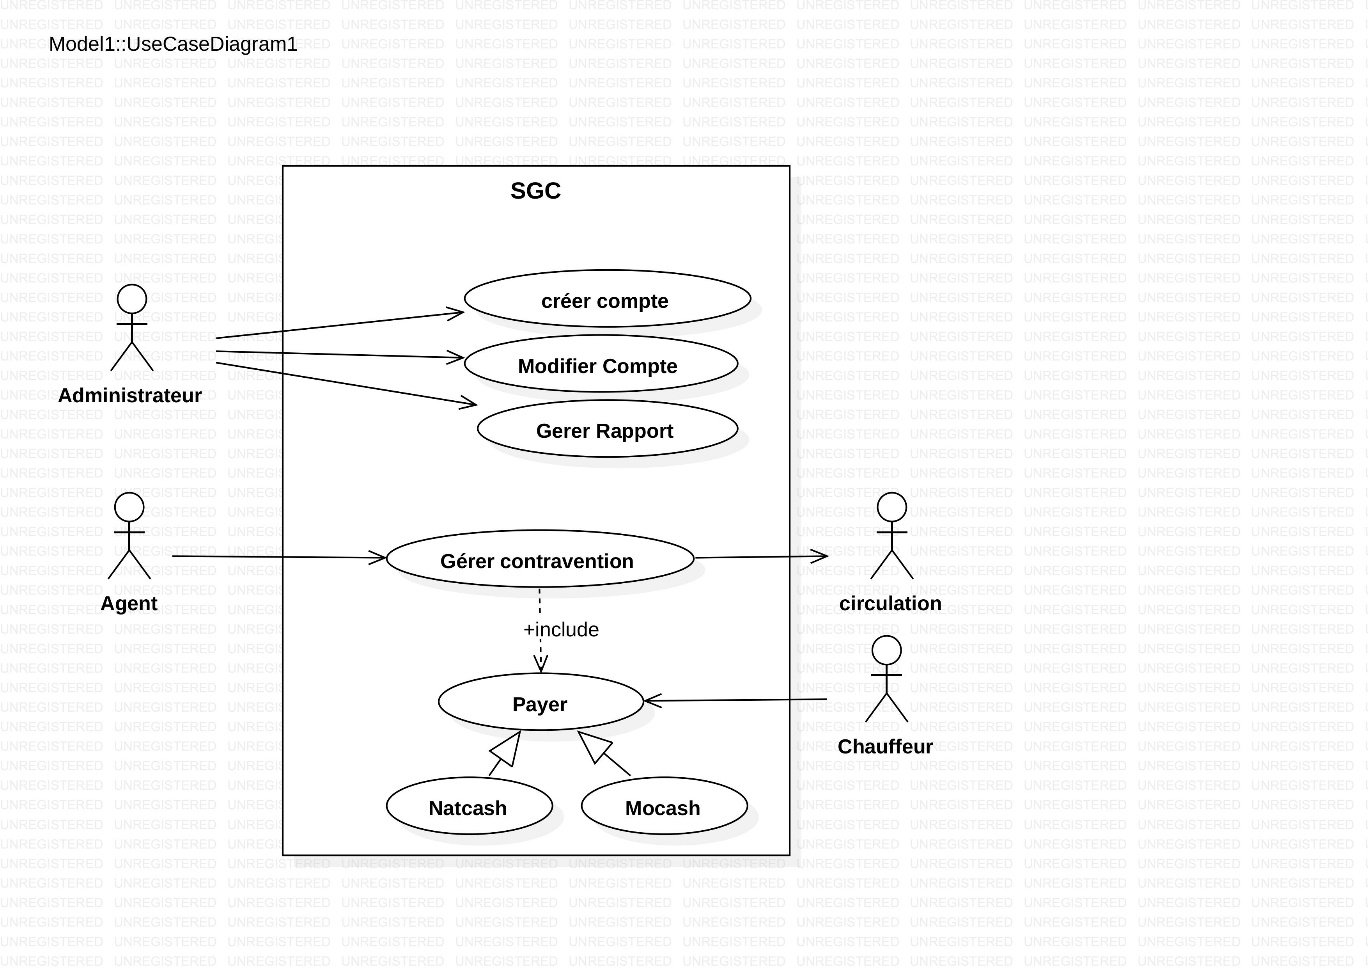 Model1::UseCaseDiagram1
SGC
créer compte
Modifier Compte
Administrateur
Gerer Rapport
Gérer contravention
Agent
circulation
+include
Payer
Chauffeur
Natcash
Mocash
UNREGISTERED